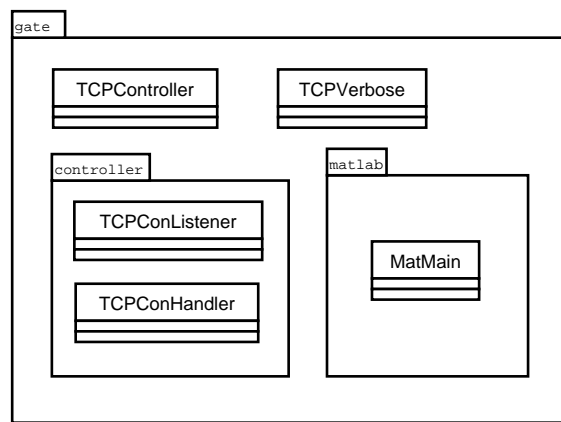 gate
TCPController
TCPVerbose
controller
matlab
TCPConListener
MatMain
TCPConHandler